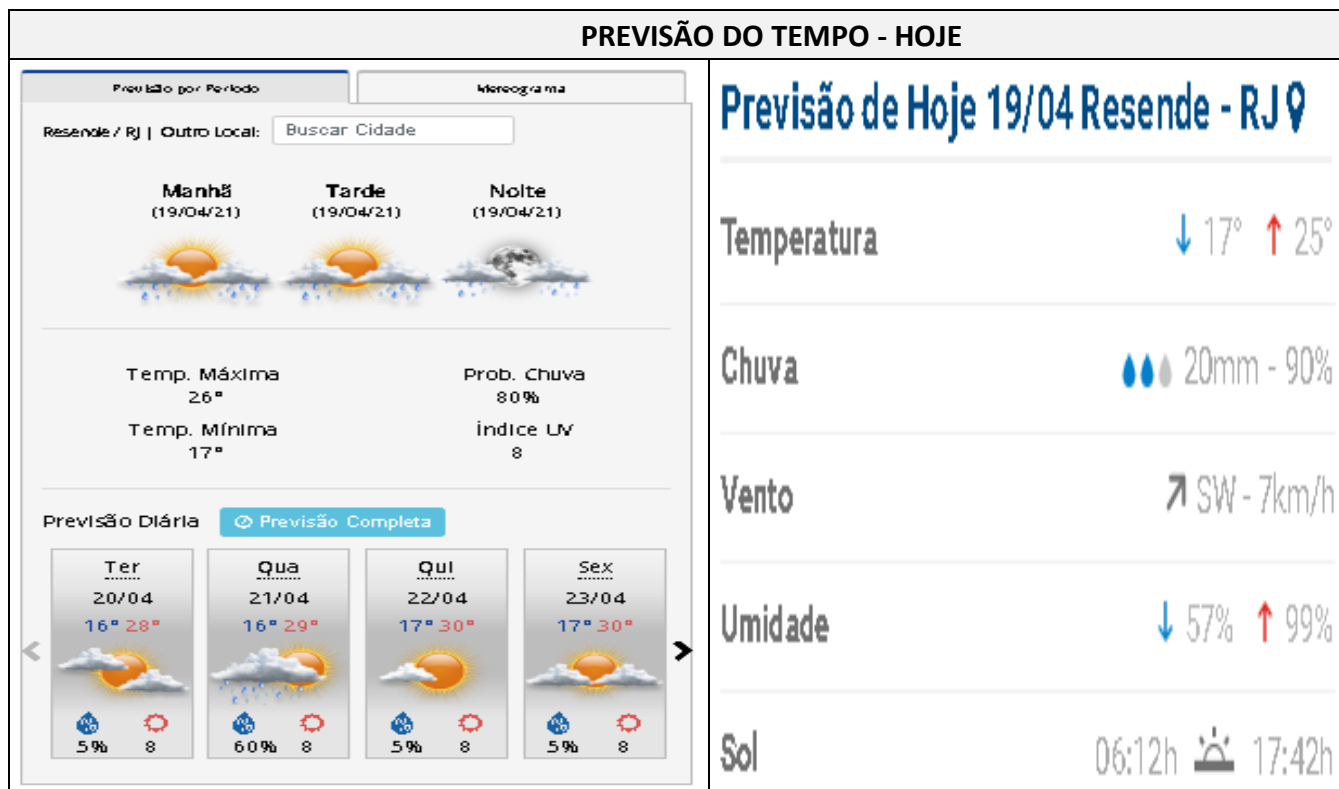 PREVISÃO DO TEMPO - HOJE
Previsão por Período
Meteograma
Resende / RJ | Outro Local: Buscar Cidade
Manhã Tarde Noite
(19/04/21) (19/04/21) (19/04/21)
Temp. Máxima Prob. Chuva
26° 80%
Temp. Mínima Índice UV
17° 8
Previsão Diária Previsão Completa
Ter Qua Qui Sex
20/04 21/04 22/04 23/04
16° 28° 16° 29° 17° 30° 17° 30°
5% 8 60% 8 5% 8 5% 8
Previsão de Hoje 19/04 Resende - RJ
Temperatura 17° 25°
Chuva 20mm - 90%
Vento SW - 7km/h
Umidade 57% 99%
Sol 06:12h 17:42h